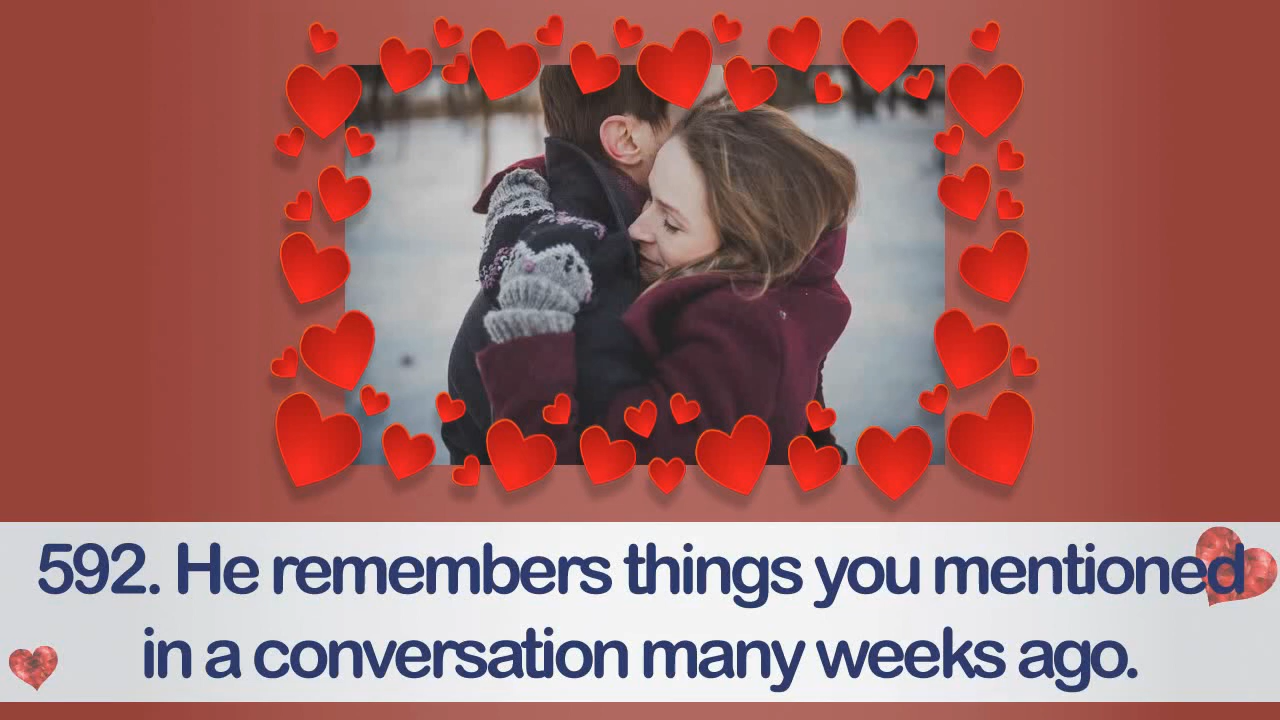 592. He remembers things you mentioned
in a conversation many weeks ago.